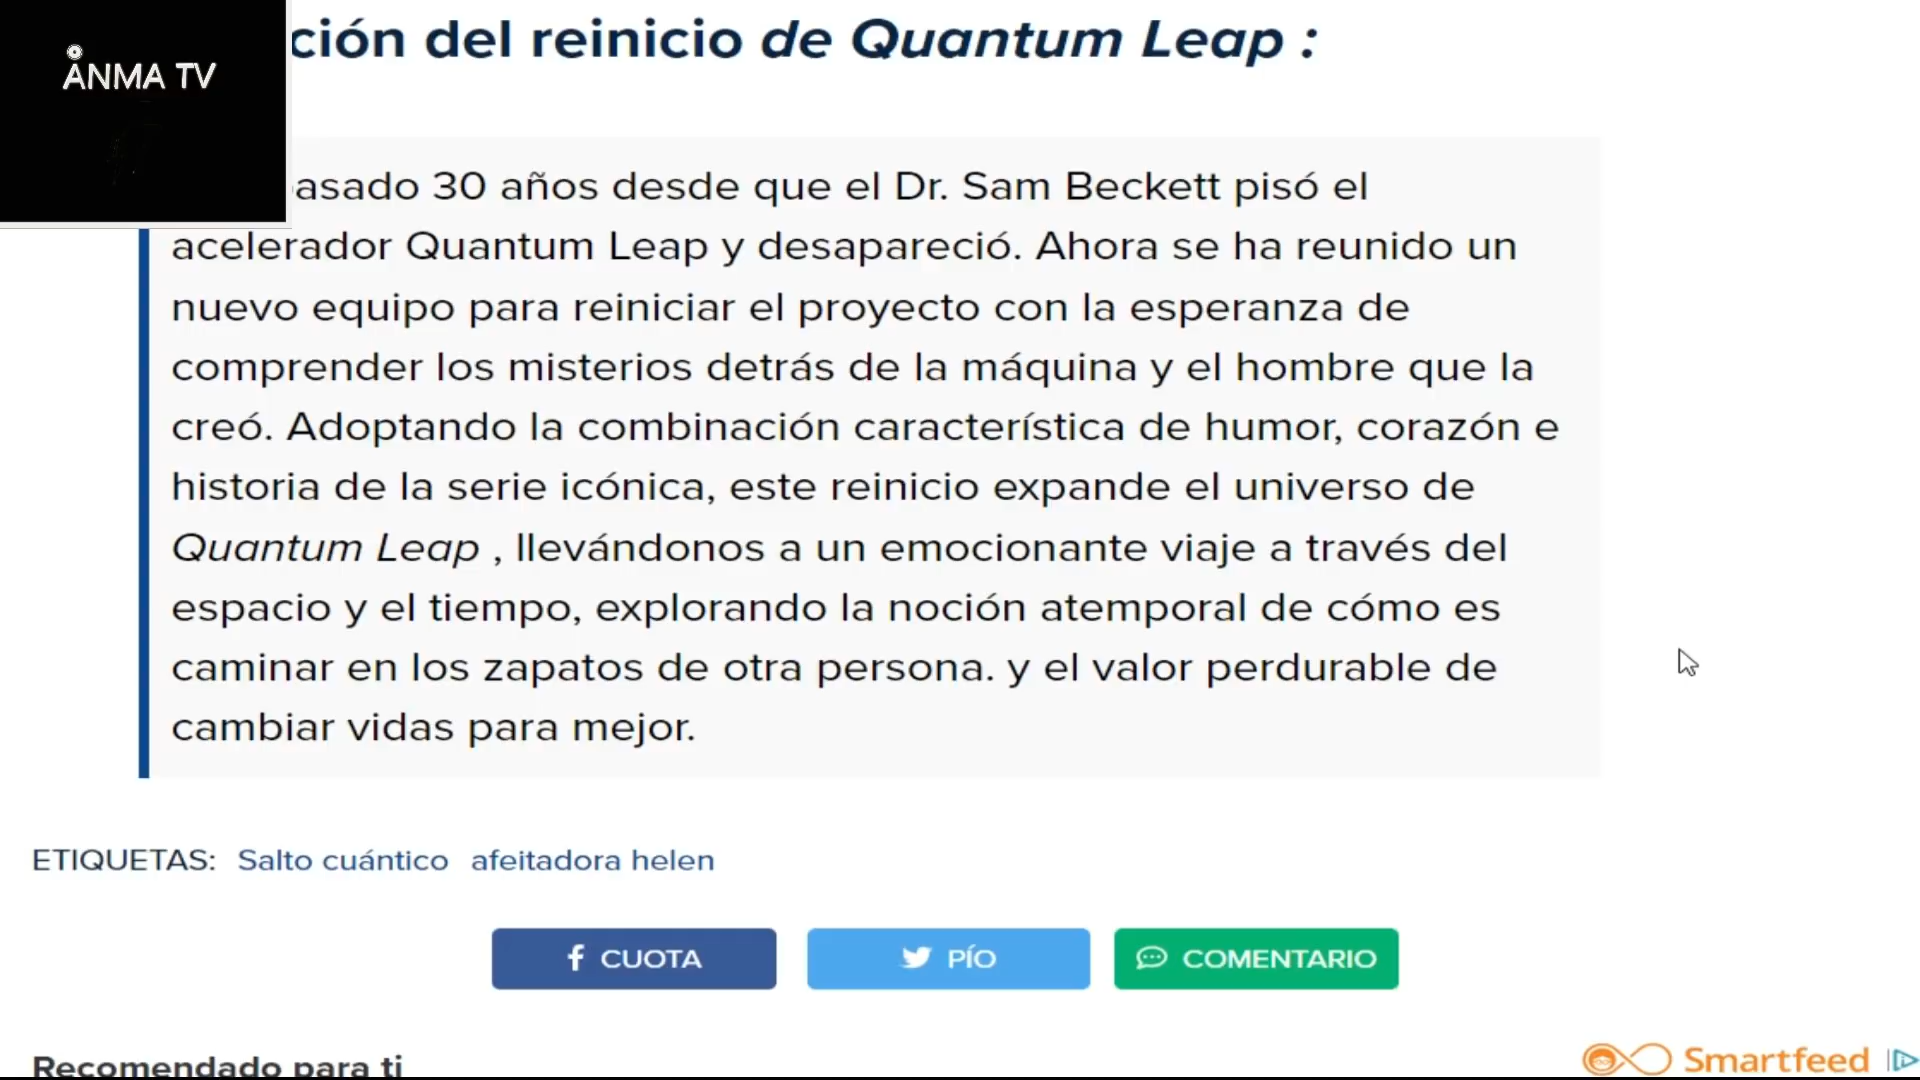 ÅNMA TV
ción del reinicio de Quantum Leap :
asado 30 años desde que el Dr. Sam Beckett pisó el
acelerador Quantum Leap y desapareció. Ahora se ha reunido un
nuevo equipo para reiniciar el proyecto con la esperanza de
comprender los misterios detrás de la máquina y el hombre que la
creó. Adoptando la combinación característica de humor, corazón e
historia de la serie icónica, este reinicio expande el universo de
Quantum Leap , llevándonos a un emocionante viaje a través del
espacio y el tiempo, explorando la noción atemporal de cómo es
caminar en los zapatos de otra persona. y el valor perdurable de
cambiar vidas para mejor.
ETIQUETAS: Salto cuántico afeitadora helen
CUOTA PÍO COMENTARIO
Recomendado para ti
Smartfeed